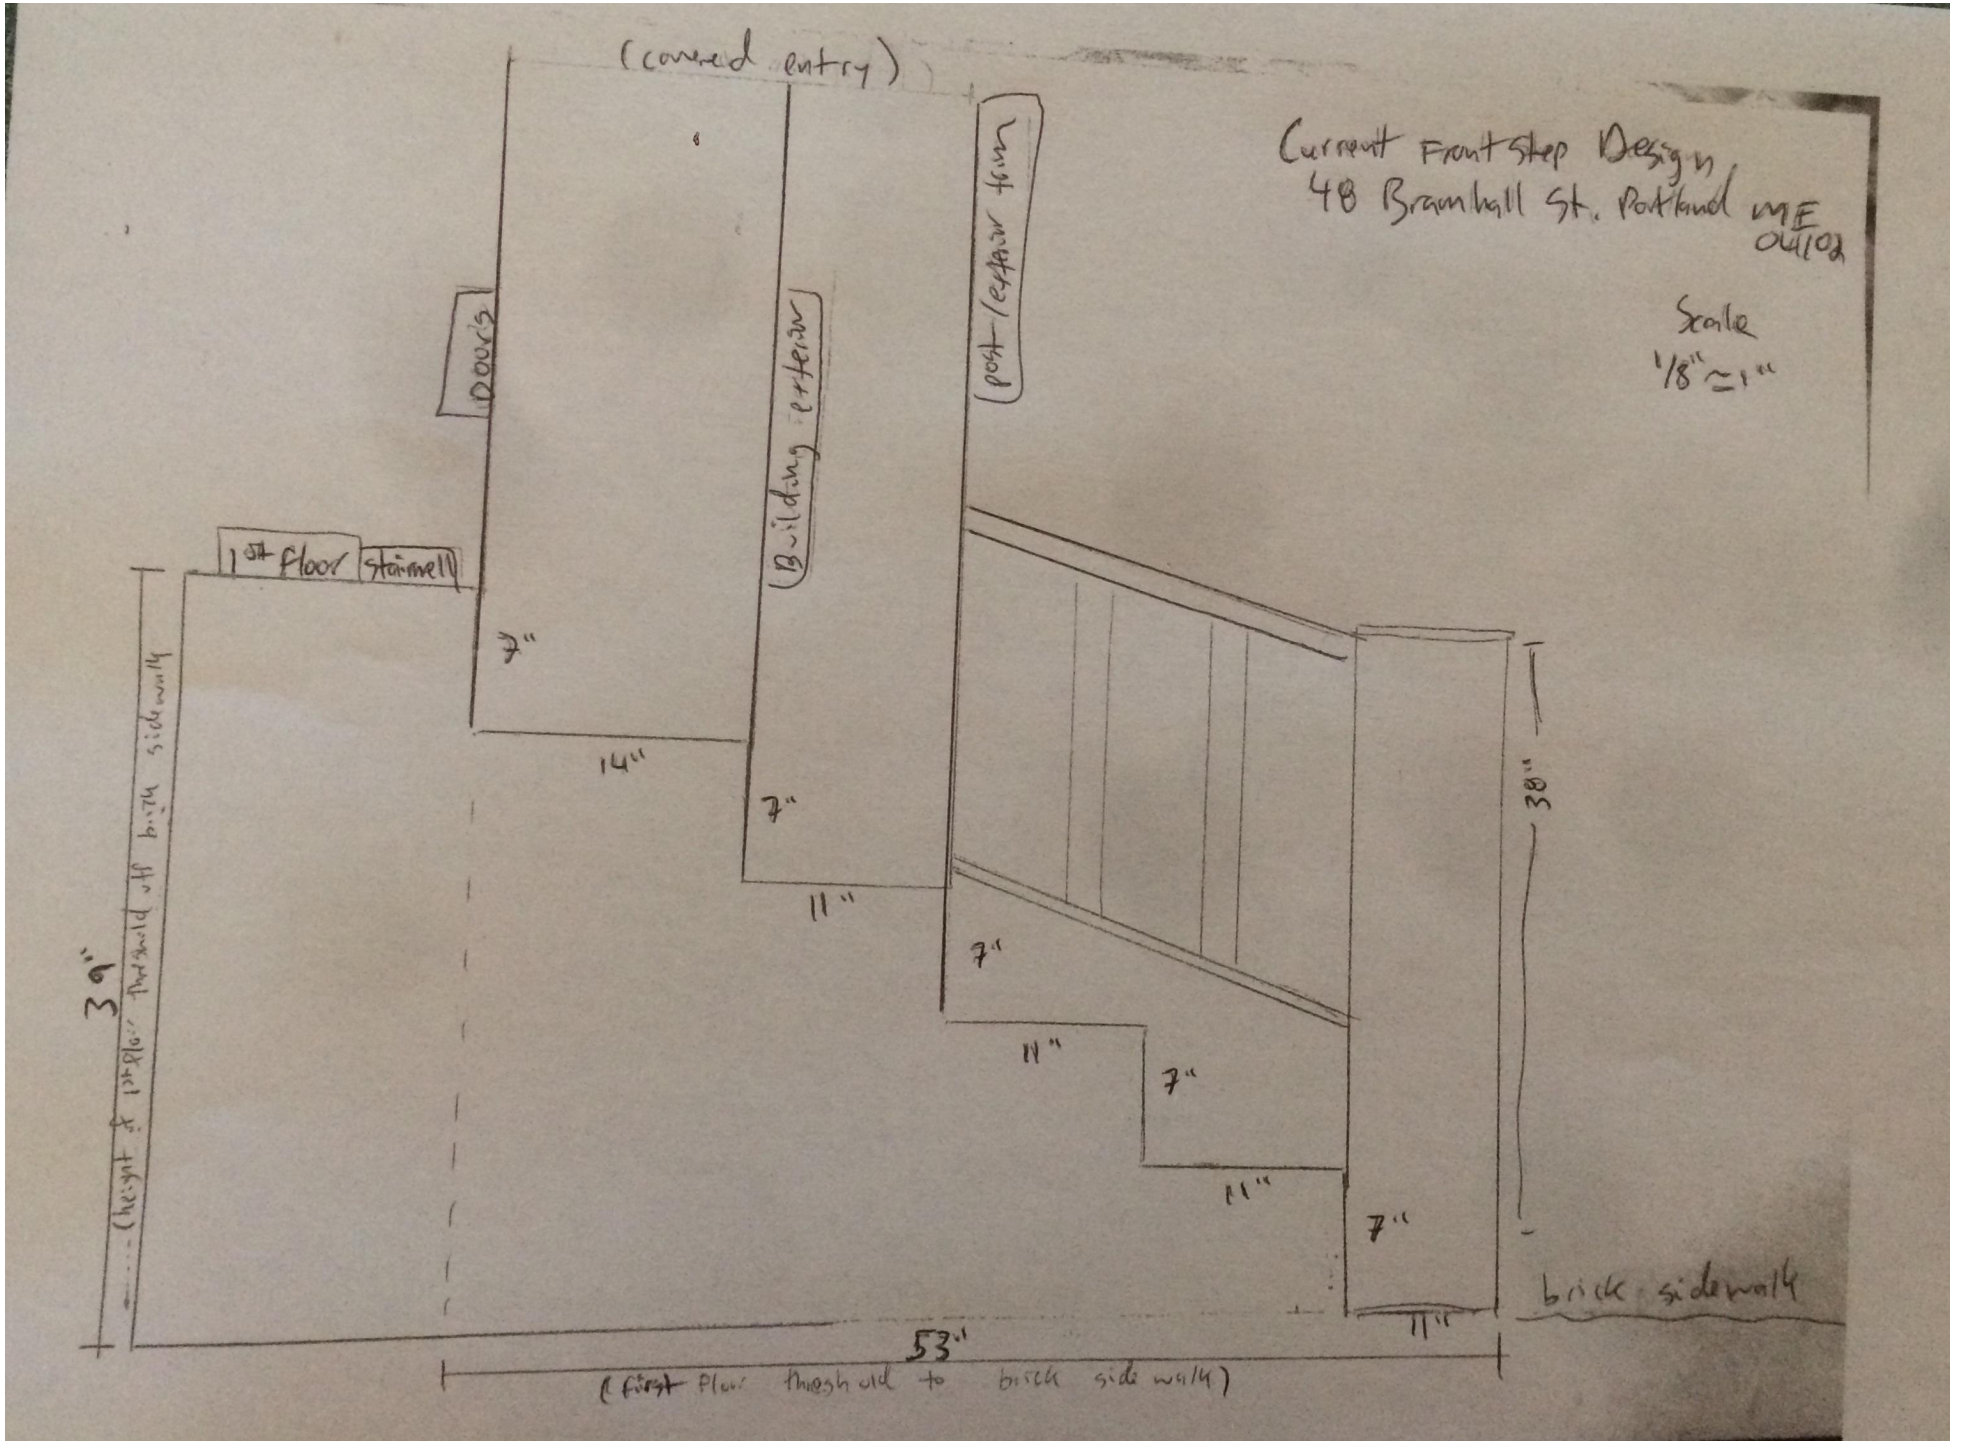 (covered entry)
Current Front Step Design,
48 Bramhall St. Portland ME
04102
Scale
1/8" ≃ 1"
post/exterior trim
Building exterior
Doors
1st floor stairwell
7"
14"
7"
11"
7"
11"
7"
11"
7"
11"
38"
39"
(height of 1st floor threshold off brick sidewalk
brick sidewalk
53"
(first floor threshold to brick sidewalk)